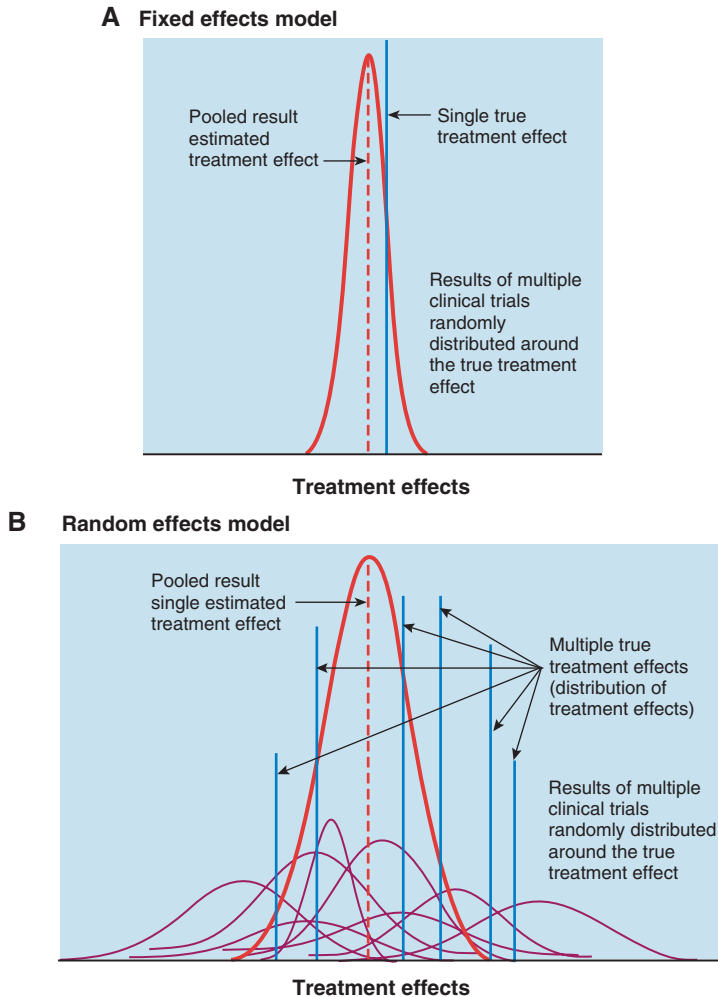 A Fixed effects model
Pooled result
estimated
treatment effect
Single true
treatment effect
Results of multiple
clinical trials
randomly
distributed around
the true treatment
effect
Treatment effects
B Random effects model
Pooled result
single estimated
treatment effect
Multiple true
treatment effects
(distribution of
treatment effects)
Results of multiple
clinical trials
randomly distributed
around the true
treatment effect
Treatment effects